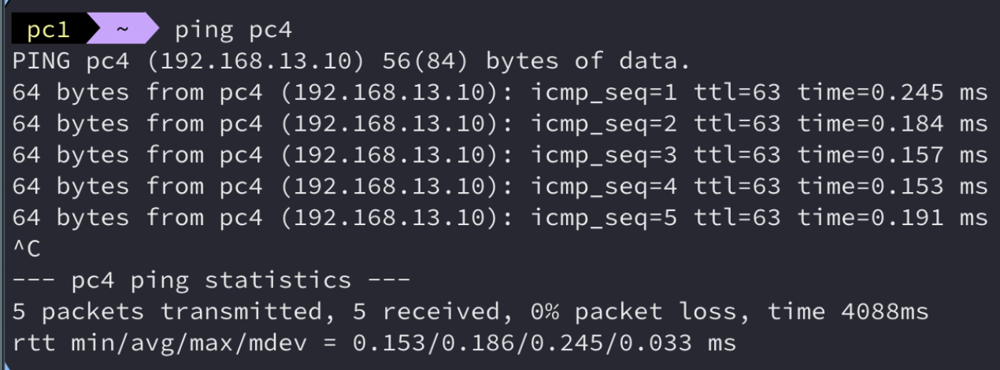 pc1 ~ ping pc4
PING pc4 (192.168.13.10) 56(84) bytes of data.
64 bytes from pc4 (192.168.13.10): icmp_seq=1 ttl=63 time=0.245 ms
64 bytes from pc4 (192.168.13.10): icmp_seq=2 ttl=63 time=0.184 ms
64 bytes from pc4 (192.168.13.10): icmp_seq=3 ttl=63 time=0.157 ms
64 bytes from pc4 (192.168.13.10): icmp_seq=4 ttl=63 time=0.153 ms
64 bytes from pc4 (192.168.13.10): icmp_seq=5 ttl=63 time=0.191 ms
^C
--- pc4 ping statistics ---
5 packets transmitted, 5 received, 0% packet loss, time 4088ms
rtt min/avg/max/mdev = 0.153/0.186/0.245/0.033 ms